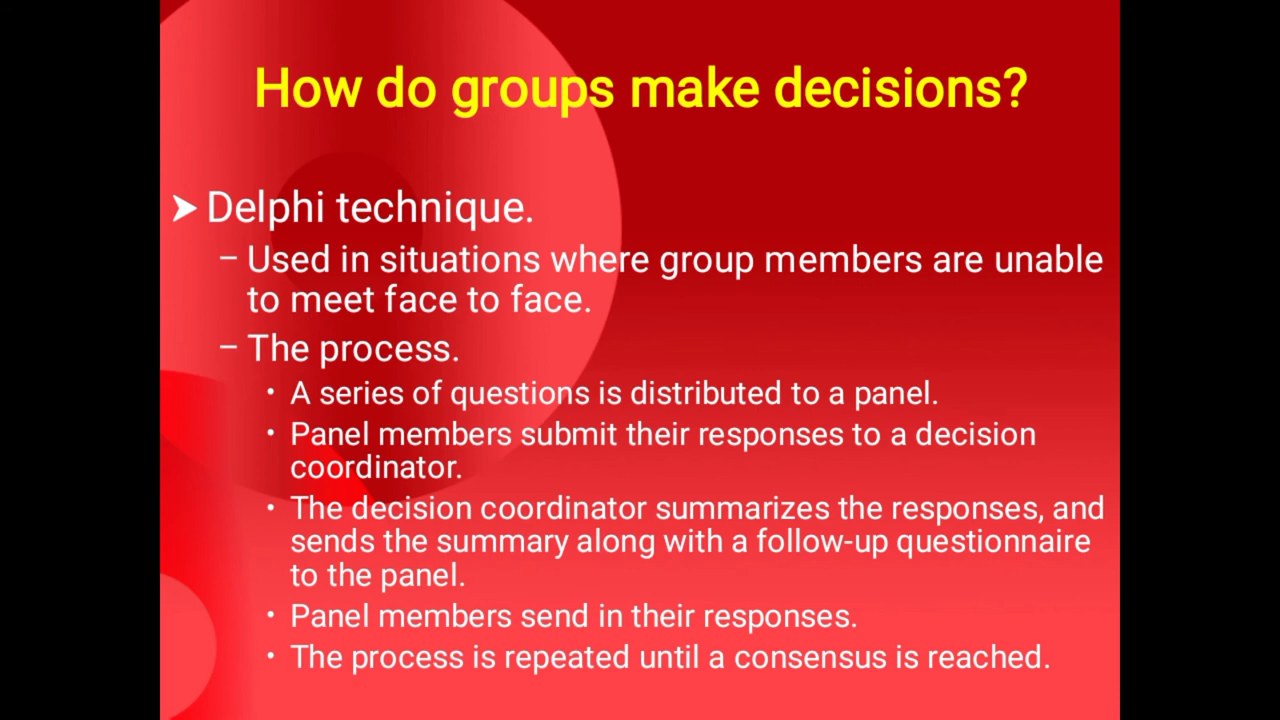 How do groups make decisions?
➤ Delphi technique.
– Used in situations where group members are unable
to meet face to face.
– The process.
• A series of questions is distributed to a panel.
• Panel members submit their responses to a decision
coordinator.
• The decision coordinator summarizes the responses, and
sends the summary along with a follow-up questionnaire
to the panel.
• Panel members send in their responses.
• The process is repeated until a consensus is reached.